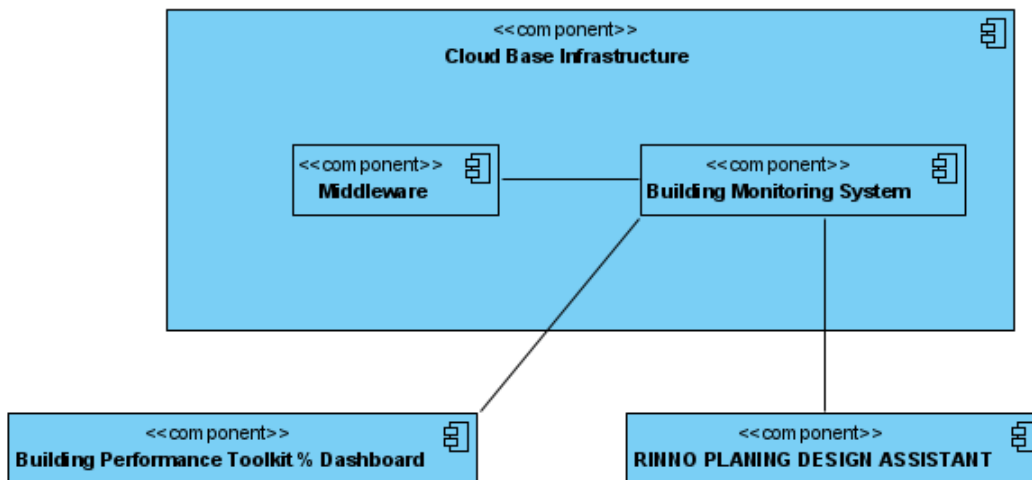 <<component>>
Cloud Base Infrastructure
<<component>>
Middleware
<<component>>
Building Monitoring System
<<component>>
Building Performance Toolkit % Dashboard
<<component>>
RINNO PLANING DESIGN ASSISTANT